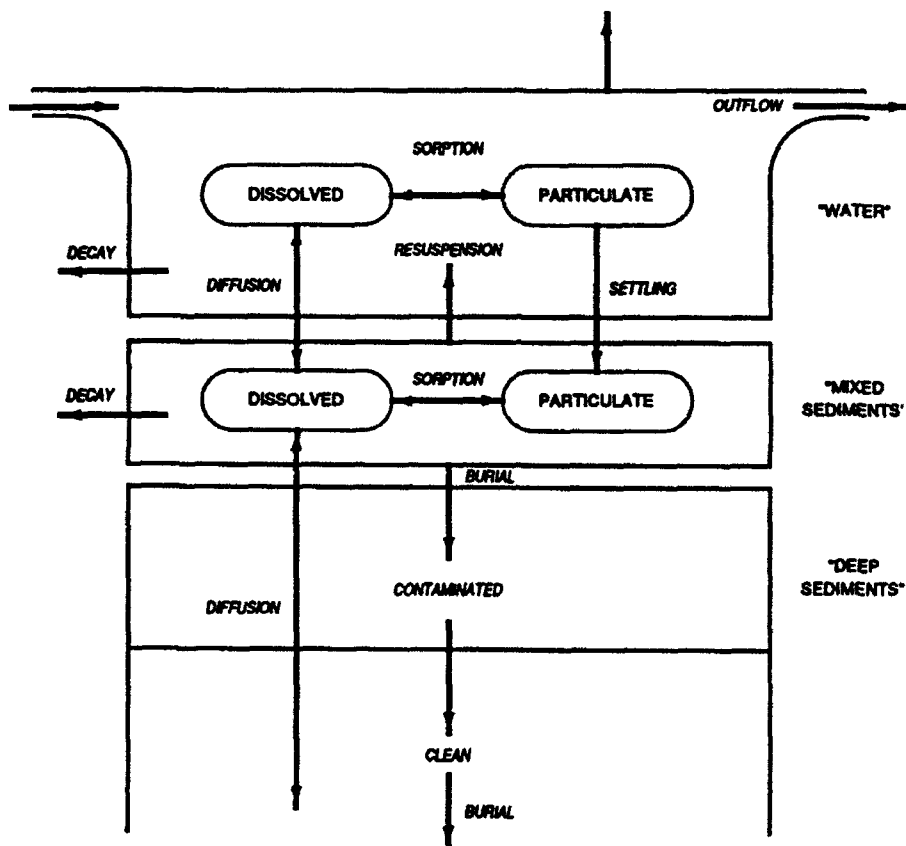 OUTFLOW
SORPTION
DISSOLVED
PARTICULATE
"WATER"
DECAY
RESUSPENSION
DIFFUSION
SETTLING
DECAY
DISSOLVED
SORPTION
PARTICULATE
"MIXED
SEDIMENTS'
BURIAL
CONTAMINATED
"DEEP
SEDIMENTS"
DIFFUSION
CLEAN
BURIAL